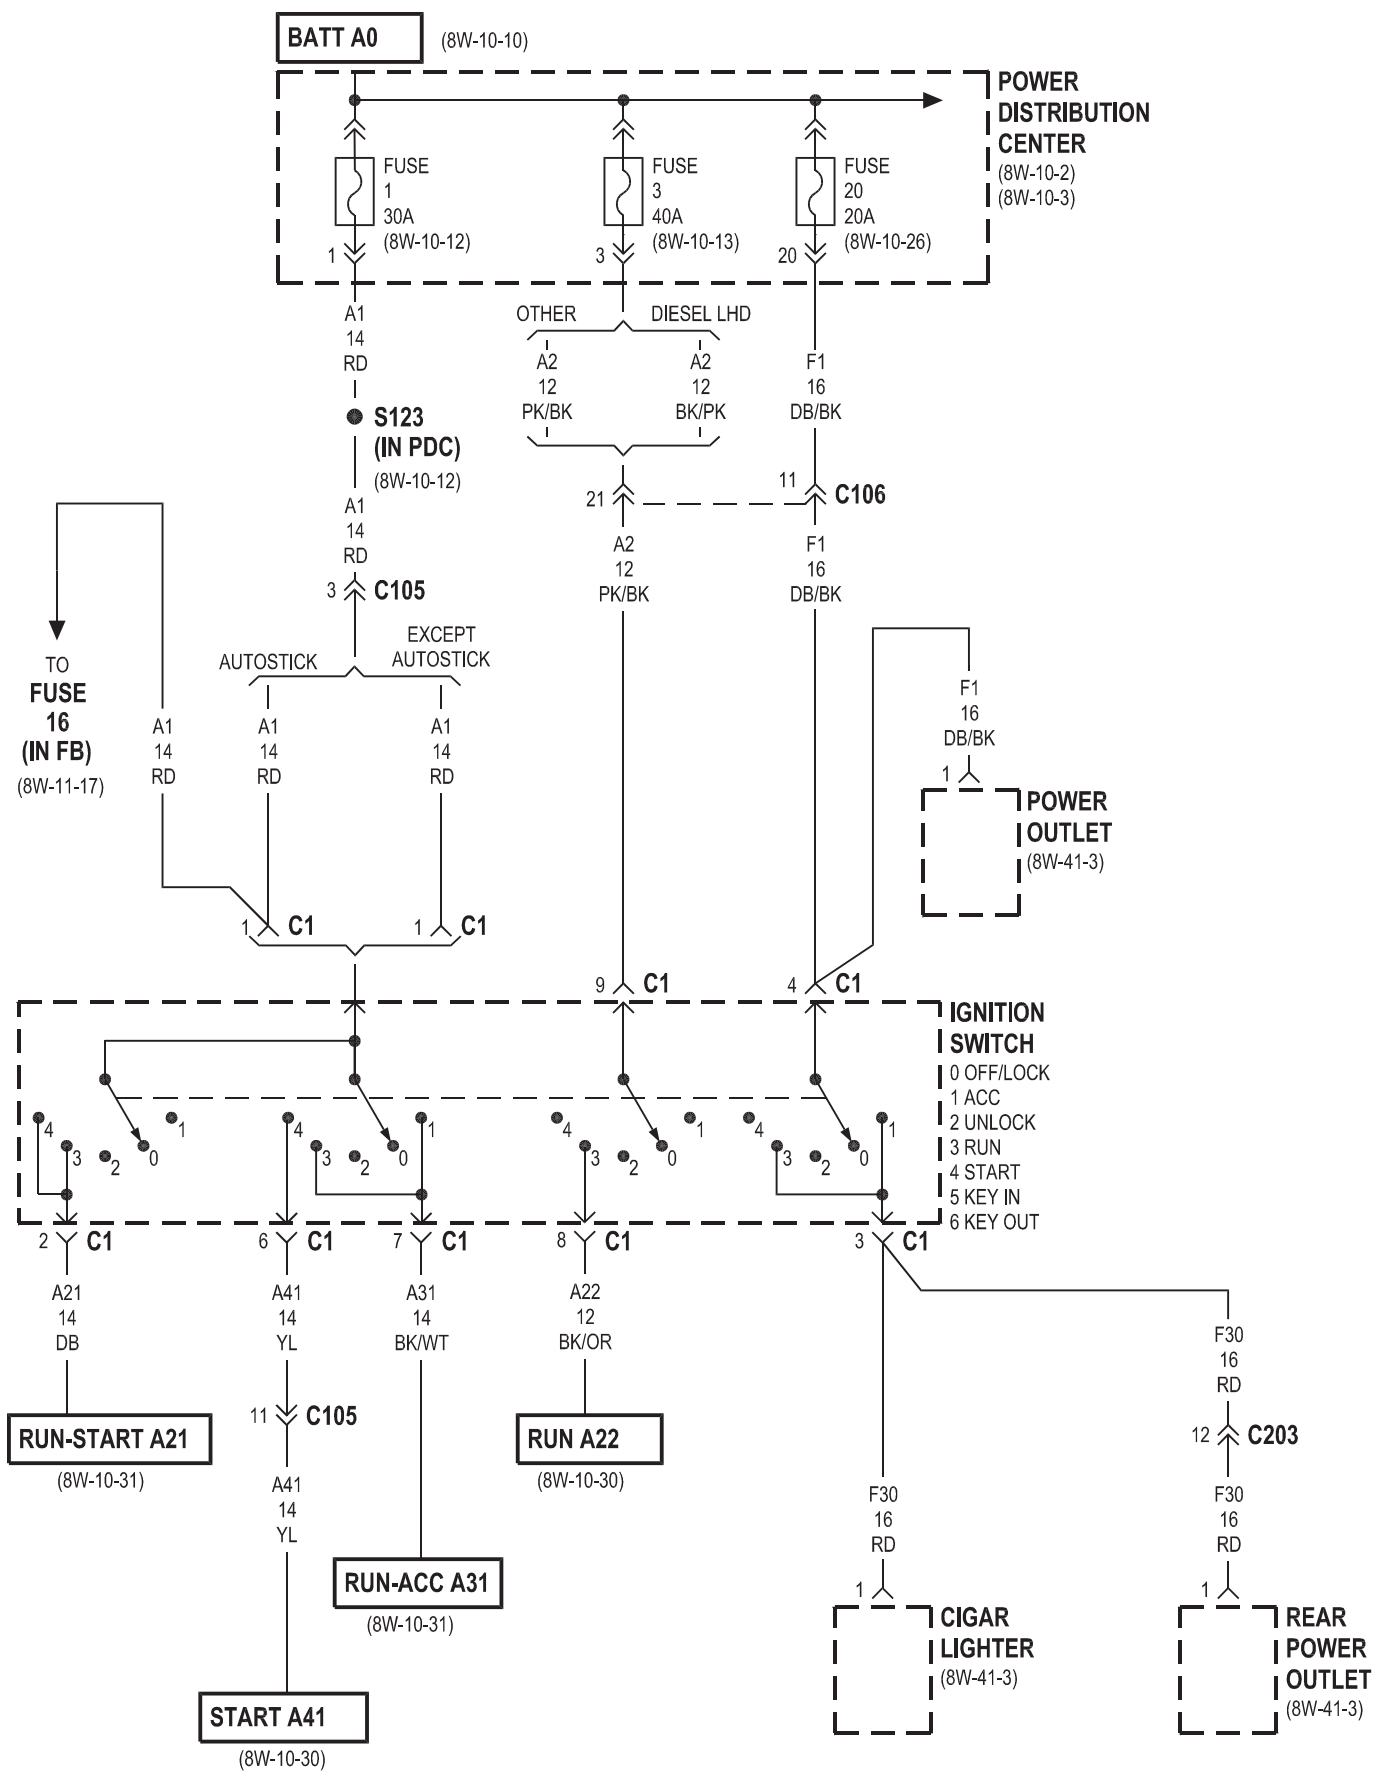 BATT A0
(8W-10-10)
POWER
DISTRIBUTION
CENTER
(8W-10-2)
(8W-10-3)
FUSE
1
30A
(8W-10-12)
1
FUSE
3
40A
(8W-10-13)
3
FUSE
20
20A
(8W-10-26)
20
A1
14
RD
OTHER
DIESEL LHD
A2
12
PK/BK
A2
12
BK/PK
F1
16
DB/BK
S123
(IN PDC)
(8W-10-12)
A1
14
RD
21
11
C106
A2
12
PK/BK
F1
16
DB/BK
3
C105
AUTOSTICK
EXCEPT
AUTOSTICK
TO
FUSE
16
(IN FB)
(8W-11-17)
A1
14
RD
A1
14
RD
A1
14
RD
F1
16
DB/BK
1
POWER
OUTLET
(8W-41-3)
1
C1
1
C1
9
C1
4
C1
IGNITION
SWITCH
0 OFF/LOCK
1 ACC
2 UNLOCK
3 RUN
4 START
5 KEY IN
6 KEY OUT
4
3
2
0
1
4
3
2
0
1
4
3
2
0
1
4
3
2
0
1
2
C1
6
C1
7
C1
8
C1
3
C1
A21
14
DB
A41
14
YL
A31
14
BK/WT
A22
12
BK/OR
F30
16
RD
RUN-START A21
(8W-10-31)
11
C105
RUN A22
(8W-10-30)
12
C203
A41
14
YL
F30
16
RD
F30
16
RD
RUN-ACC A31
(8W-10-31)
1
CIGAR
LIGHTER
(8W-41-3)
1
REAR
POWER
OUTLET
(8W-41-3)
START A41
(8W-10-30)